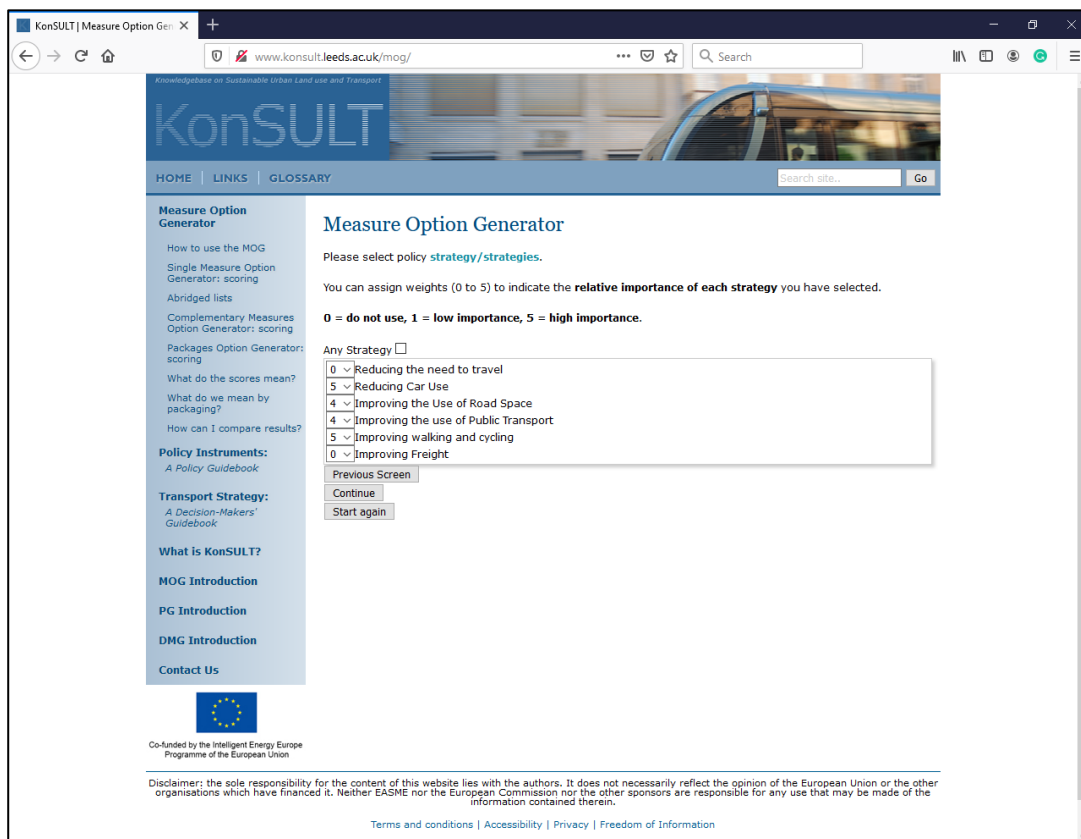 KonSULT | Measure Option Gen
www.konsult.leeds.ac.uk/mog/
Search
Knowledgebase on Sustainable Urban Land use and Transport
KonSULT
HOME | LINKS | GLOSSARY
Search site..
Go
Measure Option
Generator
How to use the MOG
Single Measure Option
Generator: scoring
Abridged lists
Complementary Measures
Option Generator: scoring
Packages Option Generator:
scoring
What do the scores mean?
What do we mean by
packaging?
How can I compare results?
Policy Instruments:
A Policy Guidebook
Transport Strategy:
A Decision-Makers'
Guidebook
What is KonSULT?
MOG Introduction
PG Introduction
DMG Introduction
Contact Us
Co-funded by the Intelligent Energy Europe
Programme of the European Union
Measure Option Generator
Please select policy strategy/strategies.
You can assign weights (0 to 5) to indicate the relative importance of each strategy you have selected.
0 = do not use, 1 = low importance, 5 = high importance.
Any Strategy
0 Reducing the need to travel
5 Reducing Car Use
4 Improving the Use of Road Space
4 Improving the use of Public Transport
5 Improving walking and cycling
0 Improving Freight
Previous Screen
Continue
Start again
Disclaimer: the sole responsibility for the content of this website lies with the authors. It does not necessarily reflect the opinion of the European Union or the other
organisations which have financed it. Neither EASME nor the European Commission nor the other sponsors are responsible for any use that may be made of the
information contained therein.
Terms and conditions | Accessibility | Privacy | Freedom of Information